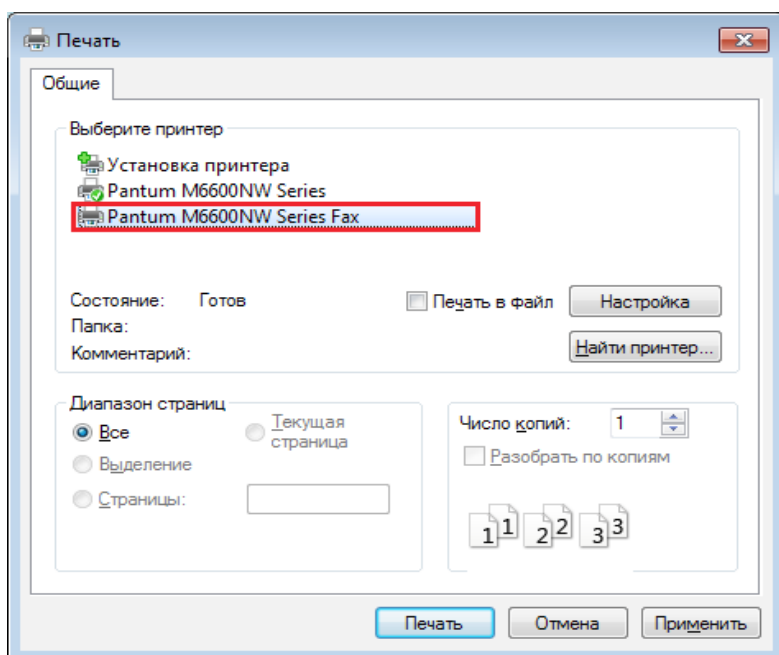 Печать
Общие
Выберите принтер
Установка принтера
Pantum M6600NW Series
Pantum M6600NW Series Fax
Состояние: Готов
Печать в файл
Настройка
Папка:
Комментарий:
Найти принтер...
Диапазон страниц
Все
Текущая
страница
Выделение
Страницы:
Число копий: 1
Разобрать по копиям
1 1 2 2 3 3
Печать
Отмена
Применить